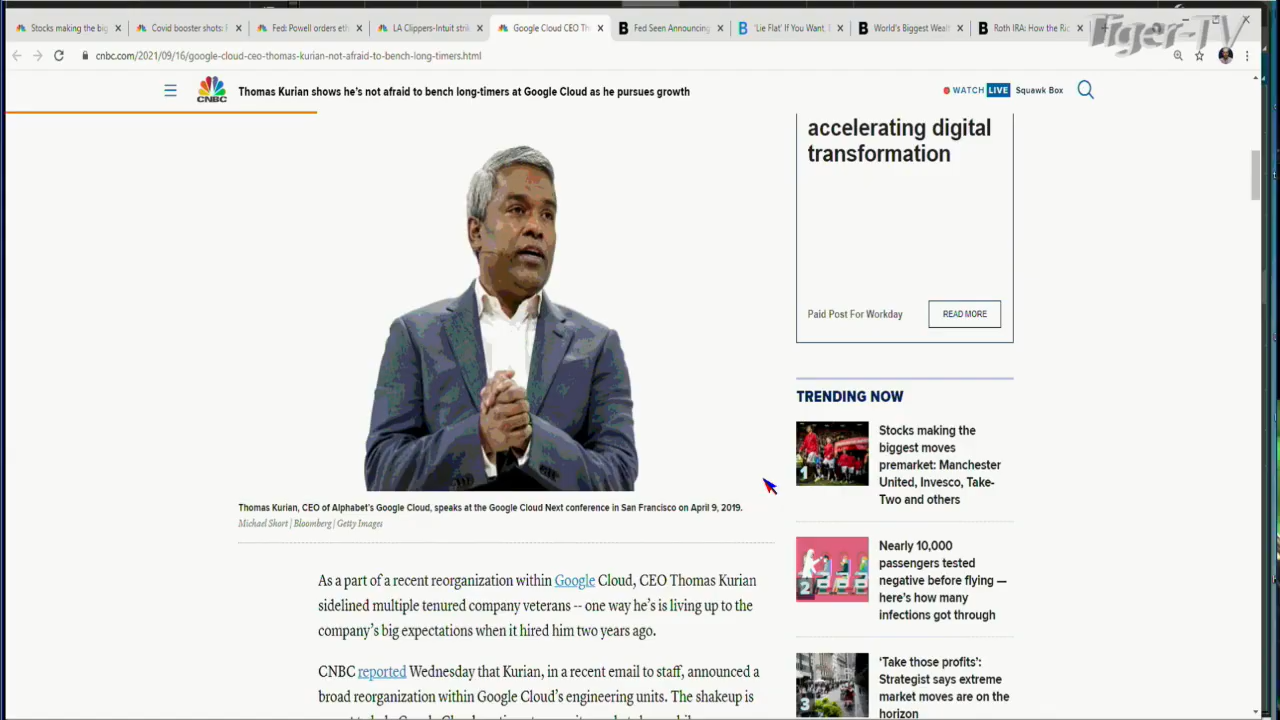 Stocks making the big
Covid booster shots: F
Fed: Powell orders eth
LA Clippers-Intuit strik
Google Cloud CEO Th
Fed Seen Announcing
'Lie Flat' If You Want.
World's Biggest Wealt
Roth IRA: How the Ric
Tiger-TV
cnbc.com/2021/09/16/google-cloud-ceo-thomas-kurian-not-afraid-to-bench-long-timers.html
CNBC
Thomas Kurian shows he's not afraid to bench long-timers at Google Cloud as he pursues growth
WATCH LIVE Squawk Box
accelerating digital
transformation
Paid Post For Workday
READ MORE
Thomas Kurian, CEO of Alphabet's Google Cloud, speaks at the Google Cloud Next conference in San Francisco on April 9, 2019.
Michael Short | Bloomberg | Getty Images
As a part of a recent reorganization within Google Cloud, CEO Thomas Kurian
sidelined multiple tenured company veterans -- one way he's is living up to the
company's big expectations when it hired him two years ago.
CNBC reported Wednesday that Kurian, in a recent email to staff, announced a
broad reorganization within Google Cloud's engineering units. The shakeup is
TRENDING NOW
1
Stocks making the
biggest moves
premarket: Manchester
United, Invesco, Take-
Two and others
2
Nearly 10,000
passengers tested
negative before flying —
here's how many
infections got through
3
'Take those profits':
Strategist says extreme
market moves are on the
horizon